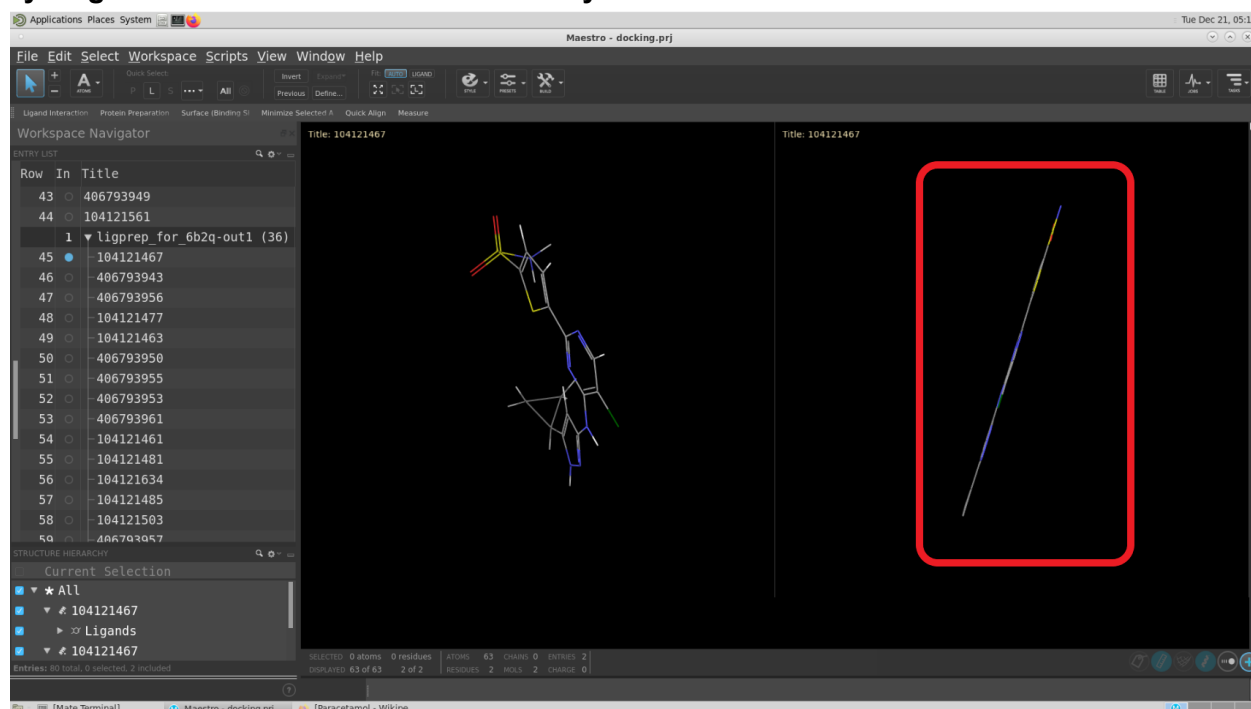 Applications Places System
Tue Dec 21, 05:1
Maestro - docking.prj
File Edit Select Workspace Scripts View Window Help
Quick Select:
Invert Expand
Fit: AUTO LIGAND
ATOMS
P L S All
Previous Define...
STYLE PRESETS BUILD
TABLE JOBS TASKS
Ligand Interaction Protein Preparation Surface (Binding S) Minimize Selected A Quick Align Measure
Workspace Navigator
ENTRY LIST
Row In Title
43 406793949
44 104121561
1 ligprep_for_6b2q-out1 (36)
45 104121467
46 406793943
47 406793956
48 104121477
49 104121463
50 406793950
51 406793955
52 406793953
53 406793961
54 104121461
55 104121481
56 104121634
57 104121485
58 104121503
59 406793957
STRUCTURE HIERARCHY
Current Selection
All
104121467
Ligands
104121467
Entries: 80 total, 0 selected, 2 included
Title: 104121467
Title: 104121467
SELECTED 0 atoms 0 residues ATOMS 63 CHAINS 0 ENTRIES 2
DISPLAYED 63 of 63 2 of 2 RESIDUES 2 MOLS 2 CHARGE 0
[Mate Terminal] Maestro - docking.prj [Paracetamol - Wikipe